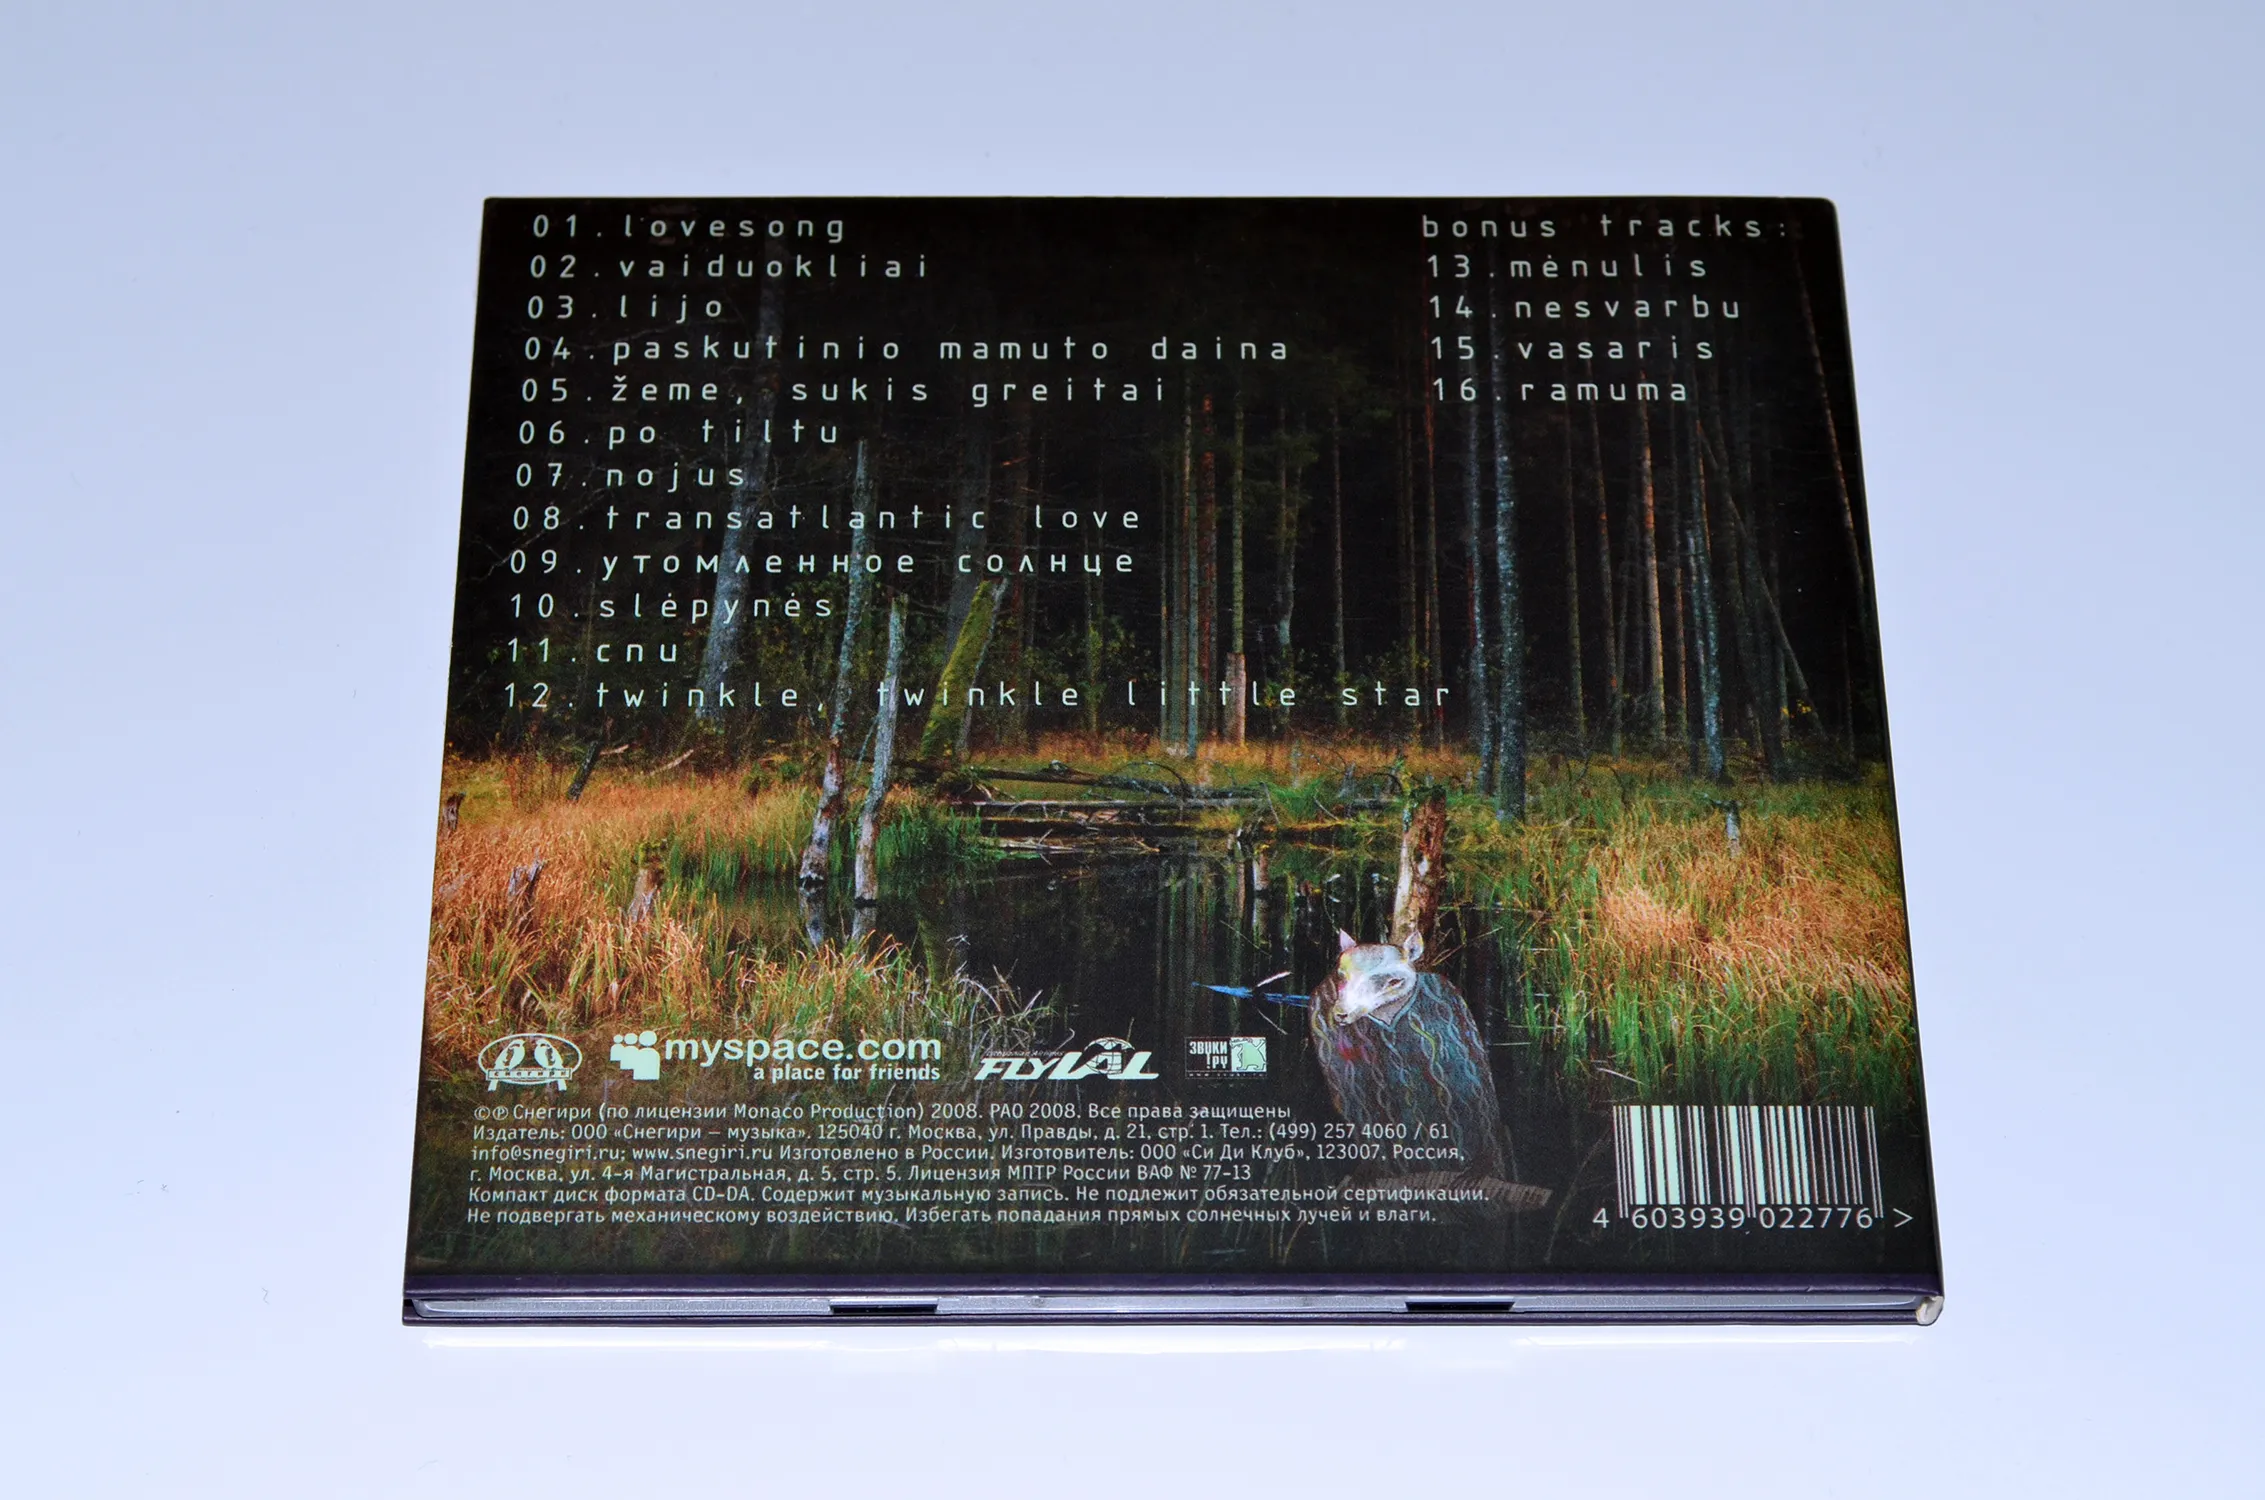 01.lovesong
02.vaiduokliai
03.lijo
04.paskutinio mamuto daina
05.žeme, sukis greitai
06.po tiltu
07.nojus
08.transatlantic love
09.утомленное солнце
10.slėpynės
11.cnu
12.twinkle, twinkle little star
bonus tracks:
13.mėnulis
14.nesvarbu
15.vasaris
16.ramuma
myspace.com
a place for friends
FLYLAL
ЗВУКИ
РУ
©℗ Снегири (по лицензии Monaco Production) 2008. РАО 2008. Все права защищены
Издатель: ООО «Снегири – музыка». 125040 г. Москва, ул. Правды, д. 21, стр. 1. Тел.: (499) 257 4060 / 61
info@snegiri.ru; www.snegiri.ru Изготовлено в России. Изготовитель: ООО «Си Ди Клуб», 123007, Россия,
г. Москва, ул. 4-я Магистральная, д. 5, стр. 5. Лицензия МПТР России ВАФ № 77-13
Компакт диск формата CD-DA. Содержит музыкальную запись. Не подлежит обязательной сертификации.
Не подвергать механическому воздействию. Избегать попадания прямых солнечных лучей и влаги.
4 603939 022776 >